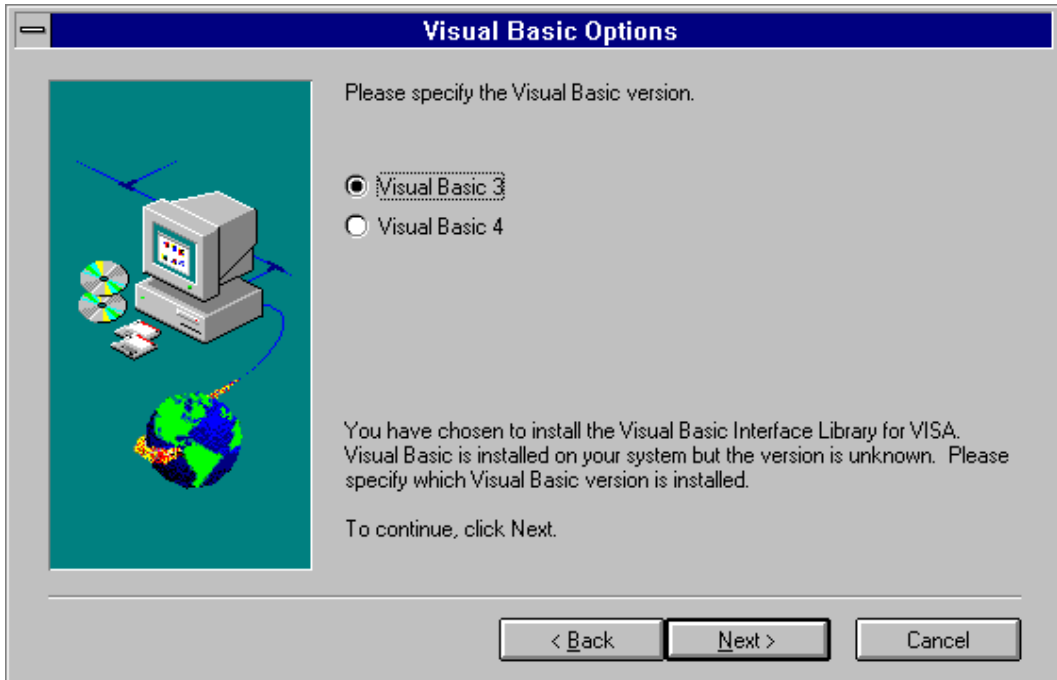 Visual Basic Options
Please specify the Visual Basic version.
Visual Basic 3
Visual Basic 4
You have chosen to install the Visual Basic Interface Library for VISA.
Visual Basic is installed on your system but the version is unknown. Please
specify which Visual Basic version is installed.
To continue, click Next.
< Back
Next >
Cancel